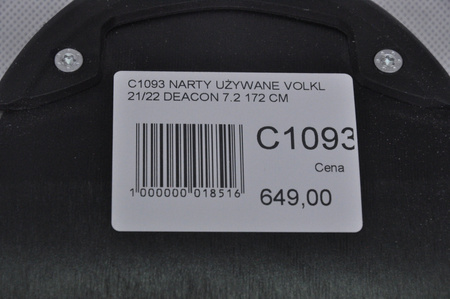 C1093 NARTY UŻYWANE VOLKL
21/22 DEACON 7.2 172 CM
C1093
Cena
1 000000 018516
649,00